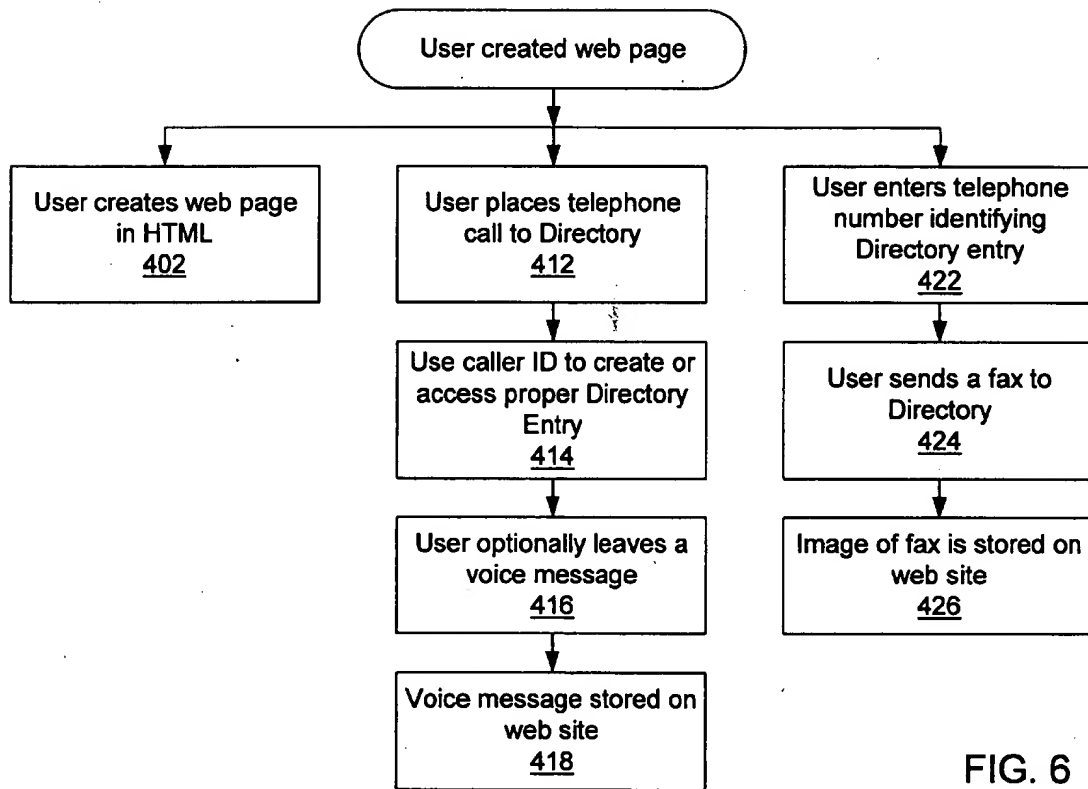 User created web page
User creates web page
in HTML
402
User places telephone
call to Directory
412
Use caller ID to create or
access proper Directory
Entry
414
User optionally leaves a
voice message
416
Voice message stored on
web site
418
User enters telephone
number identifying
Directory entry
422
User sends a fax to
Directory
424
Image of fax is stored on
web site
426
FIG. 6